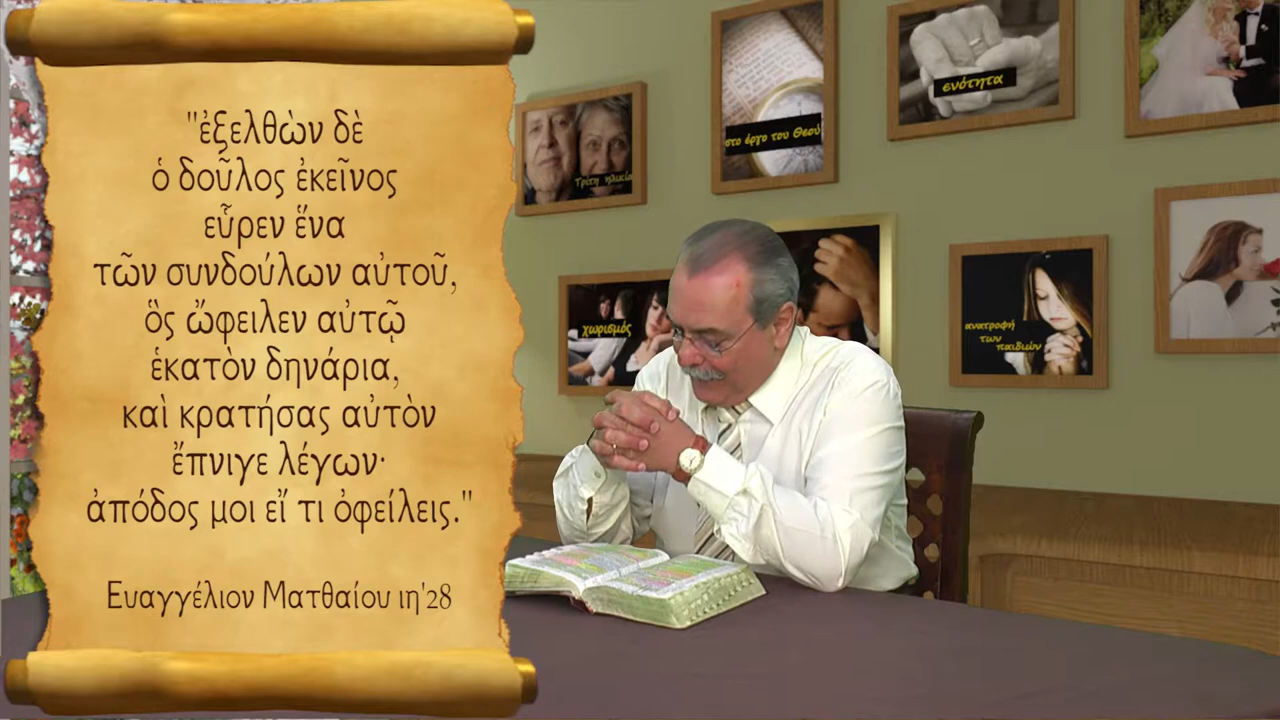 "ἐξελθὼν δὲ
ὁ δοῦλος ἐκεῖνος
εὗρεν ἕνα
τῶν συνδούλων αὐτοῦ,
ὃς ὤφειλεν αὐτῷ
ἑκατὸν δηνάρια,
καὶ κρατήσας αὐτὸν
ἔπνιγε λέγων·
ἀπόδος μοι εἴ τι ὀφείλεις."
Ευαγγέλιον Ματθαίου ιη'28
Τρίτη ηλικία
στο έργο του Θεού
ενότητα
χωρισμός
ανατροφή
των
παιδιών